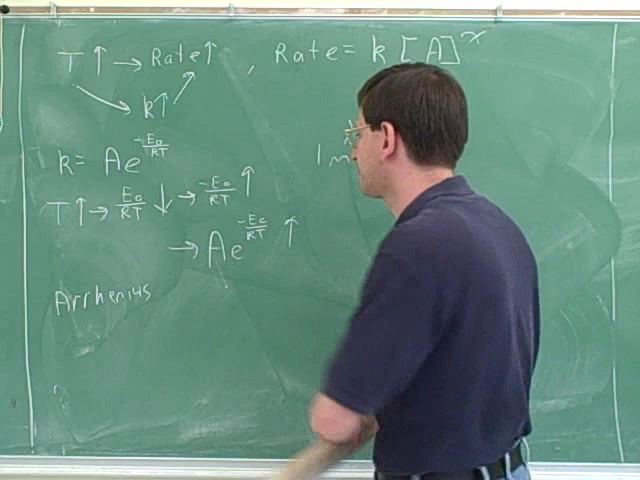 T ↑ → Rate ↑ , Rate = k [A]^x
k ↑
k = Ae^(-Ea/RT)
T ↑ → Ea/RT ↓ → -Ea/RT ↑
→ Ae^(-Ea/RT) ↑
Arrhenius